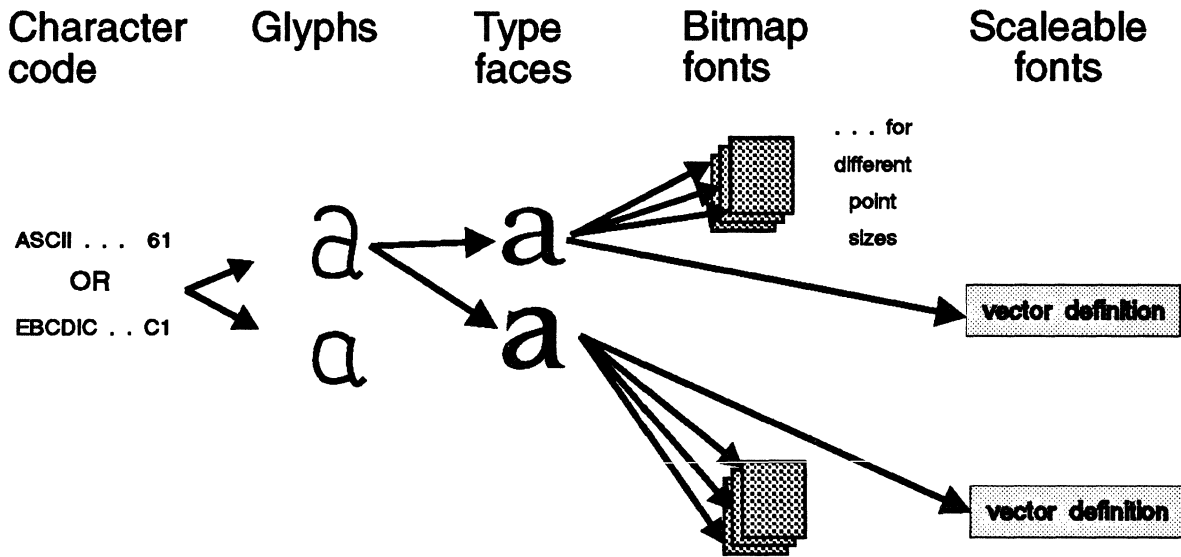 Character code
Glyphs
Type faces
Bitmap fonts
Scaleable fonts
. . . for
different
point
sizes
ASCII . . . 61
OR
EBCDIC . . C1
a
a
a
a
vector definition
vector definition